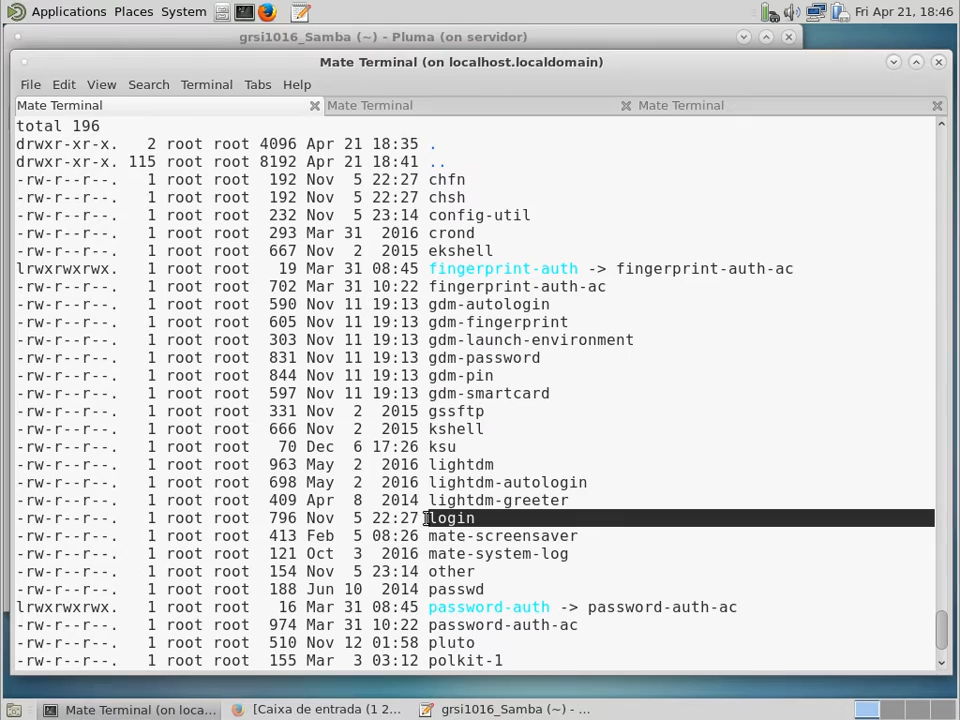 Applications Places System Fri Apr 21, 18:46
grsi1016_Samba (~) - Pluma (on servidor)
Mate Terminal (on localhost.localdomain)
File Edit View Search Terminal Tabs Help
Mate Terminal Mate Terminal Mate Terminal
total 196
drwxr-xr-x. 2 root root 4096 Apr 21 18:35 .
drwxr-xr-x. 115 root root 8192 Apr 21 18:41 ..
-rw-r--r--. 1 root root 192 Nov 5 22:27 chfn
-rw-r--r--. 1 root root 192 Nov 5 22:27 chsh
-rw-r--r--. 1 root root 232 Nov 5 23:14 config-util
-rw-r--r--. 1 root root 293 Mar 31 2016 crond
-rw-r--r--. 1 root root 667 Nov 2 2015 ekshell
lrwxrwxrwx. 1 root root 19 Mar 31 08:45 fingerprint-auth -> fingerprint-auth-ac
-rw-r--r--. 1 root root 702 Mar 31 10:22 fingerprint-auth-ac
-rw-r--r--. 1 root root 590 Nov 11 19:13 gdm-autologin
-rw-r--r--. 1 root root 605 Nov 11 19:13 gdm-fingerprint
-rw-r--r--. 1 root root 303 Nov 11 19:13 gdm-launch-environment
-rw-r--r--. 1 root root 831 Nov 11 19:13 gdm-password
-rw-r--r--. 1 root root 844 Nov 11 19:13 gdm-pin
-rw-r--r--. 1 root root 597 Nov 11 19:13 gdm-smartcard
-rw-r--r--. 1 root root 331 Nov 2 2015 gssftp
-rw-r--r--. 1 root root 666 Nov 2 2015 kshell
-rw-r--r--. 1 root root 70 Dec 6 17:26 ksu
-rw-r--r--. 1 root root 963 May 2 2016 lightdm
-rw-r--r--. 1 root root 698 May 2 2016 lightdm-autologin
-rw-r--r--. 1 root root 409 Apr 8 2014 lightdm-greeter
-rw-r--r--. 1 root root 796 Nov 5 22:27 login
-rw-r--r--. 1 root root 413 Feb 5 08:26 mate-screensaver
-rw-r--r--. 1 root root 121 Oct 3 2016 mate-system-log
-rw-r--r--. 1 root root 154 Nov 5 23:14 other
-rw-r--r--. 1 root root 188 Jun 10 2014 passwd
lrwxrwxrwx. 1 root root 16 Mar 31 08:45 password-auth -> password-auth-ac
-rw-r--r--. 1 root root 974 Mar 31 10:22 password-auth-ac
-rw-r--r--. 1 root root 510 Nov 12 01:58 pluto
-rw-r--r--. 1 root root 155 Mar 3 03:12 polkit-1
Mate Terminal (on loca... [Caixa de entrada (1 2... grsi1016_Samba (~) - ...